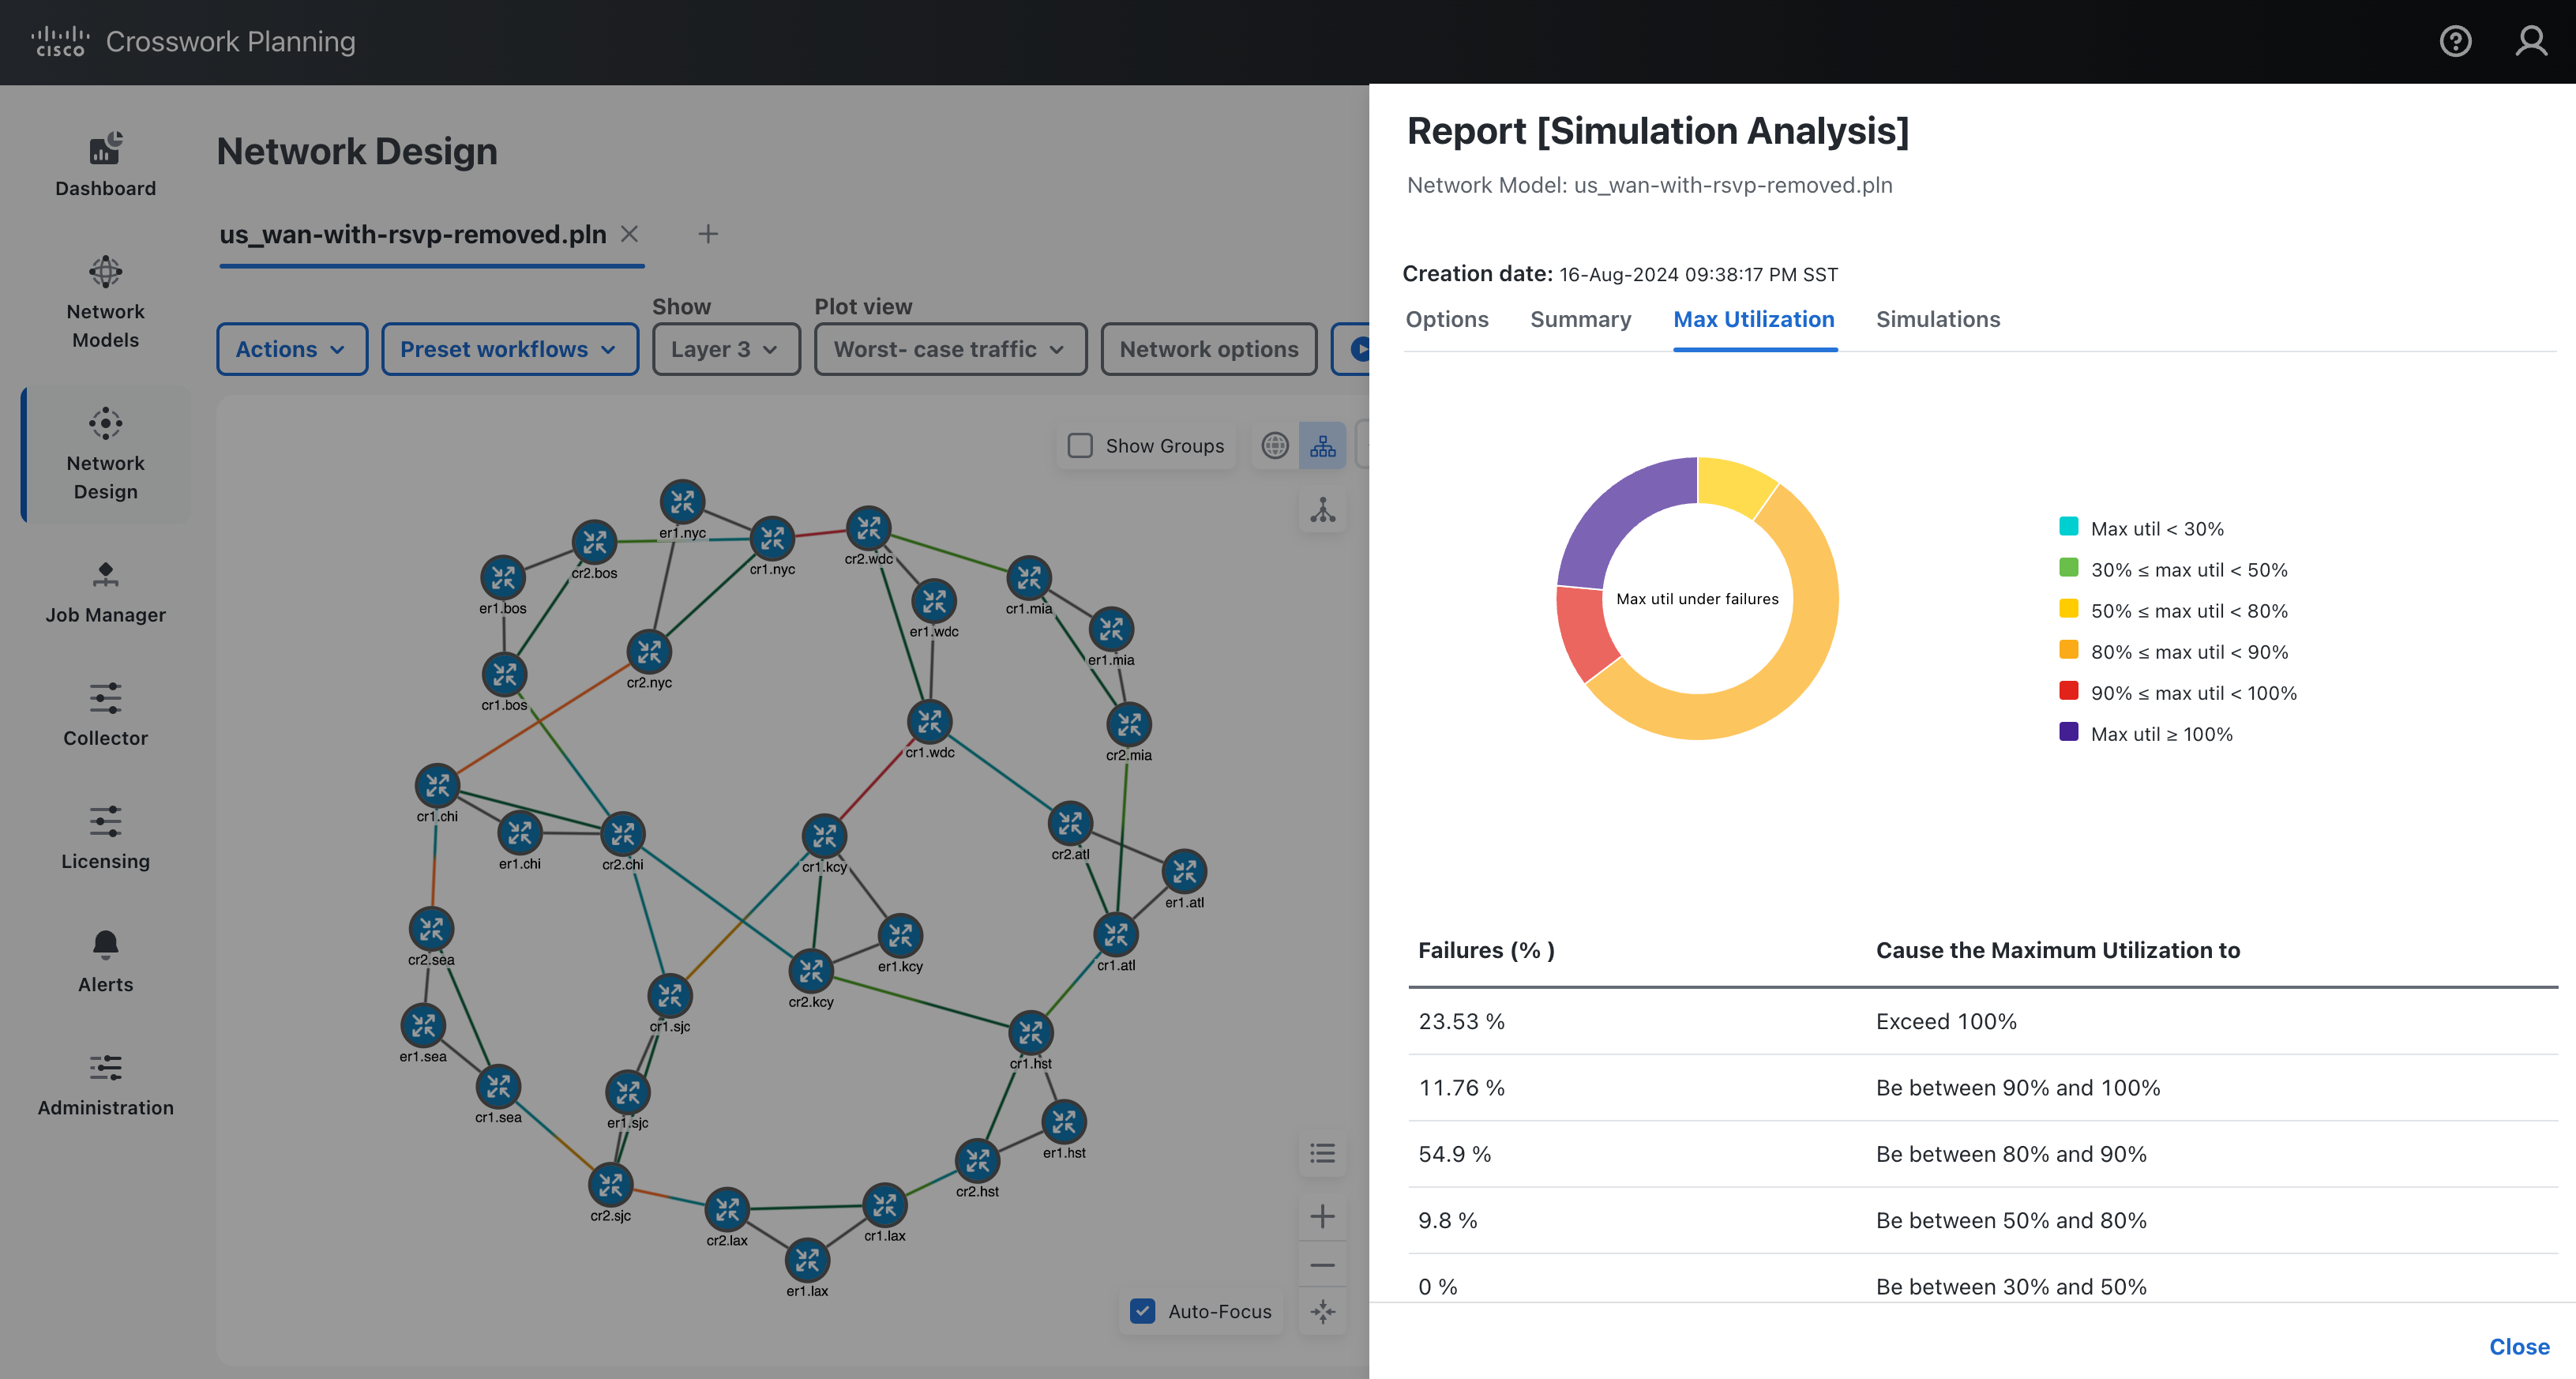 CISCO Crosswork Planning
Dashboard
Network
Models
Network
Design
Job Manager
Collector
Licensing
Alerts
Administration
Network Design
us_wan-with-rsvp-removed.pln
Show Plot view
Actions Preset workflows Layer 3 Worst- case traffic Network options
Show Groups
er1.nyc
cr2.bos
cr1.nyc
cr2.wdc
er1.bos
cr1.mia
er1.wdc
er1.mia
cr2.nyc
cr1.bos
cr1.wdc
cr2.mia
cr1.chi
er1.chi
cr2.chi
cr1.kcy
cr2.atl
er1.atl
cr2.sea
er1.kcy
cr1.atl
cr2.kcy
cr1.sjc
er1.sea
cr1.hst
cr1.sea
er1.sjc
er1.hst
cr2.hst
cr2.sjc
cr2.lax
cr1.lax
er1.lax
Auto-Focus
Report [Simulation Analysis]
Network Model: us_wan-with-rsvp-removed.pln
Creation date: 16-Aug-2024 09:38:17 PM SST
Options Summary Max Utilization Simulations
Max util under failures
Max util < 30%
30% ≤ max util < 50%
50% ≤ max util < 80%
80% ≤ max util < 90%
90% ≤ max util < 100%
Max util ≥ 100%
Failures (% ) Cause the Maximum Utilization to
23.53 % Exceed 100%
11.76 % Be between 90% and 100%
54.9 % Be between 80% and 90%
9.8 % Be between 50% and 80%
0 % Be between 30% and 50%
Close